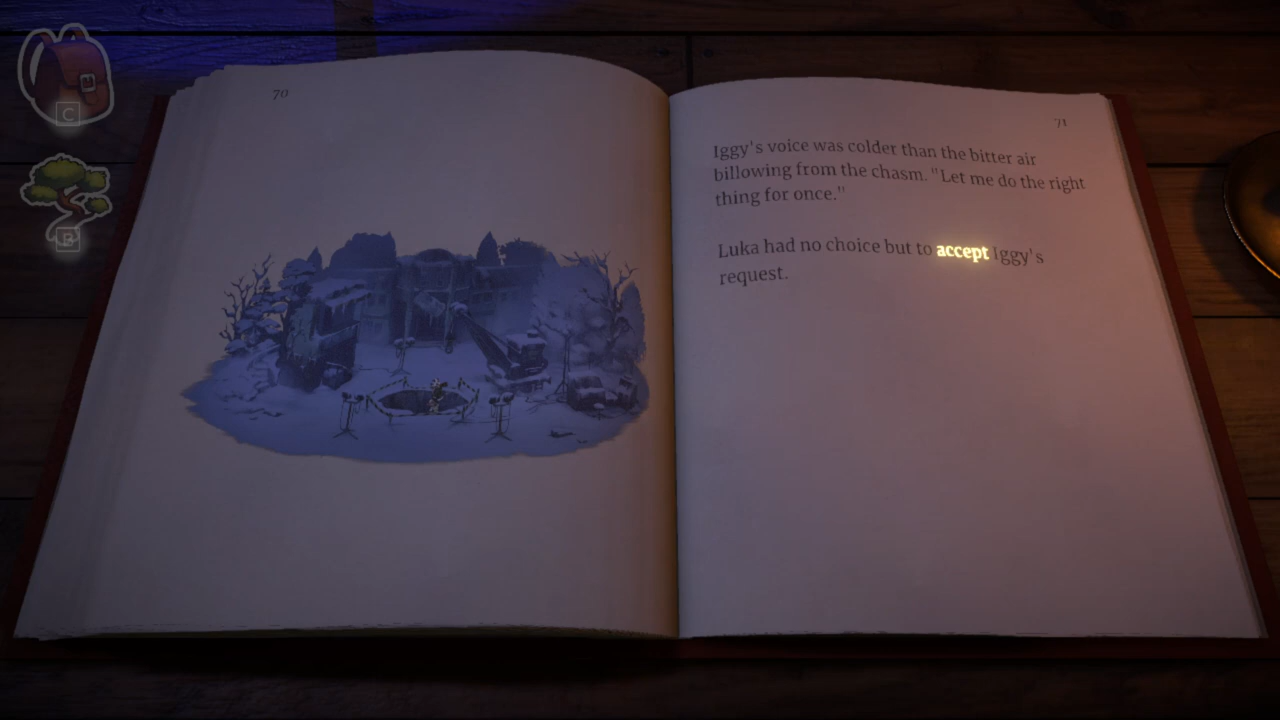 C
B
70
71
Iggy's voice was colder than the bitter air
billowing from the chasm. "Let me do the right
thing for once."
Luka had no choice but to accept Iggy's
request.